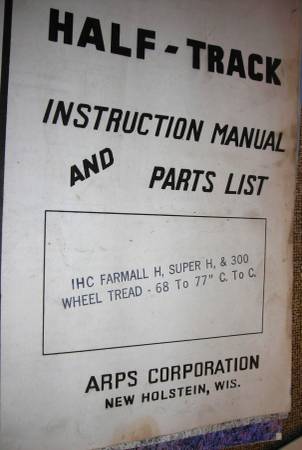 HALF-TRACK
INSTRUCTION MANUAL
AND PARTS LIST
IHC FARMALL H, SUPER H, & 300
WHEEL TREAD - 68 To 77" C. To C.
ARPS CORPORATION
NEW HOLSTEIN, WIS.